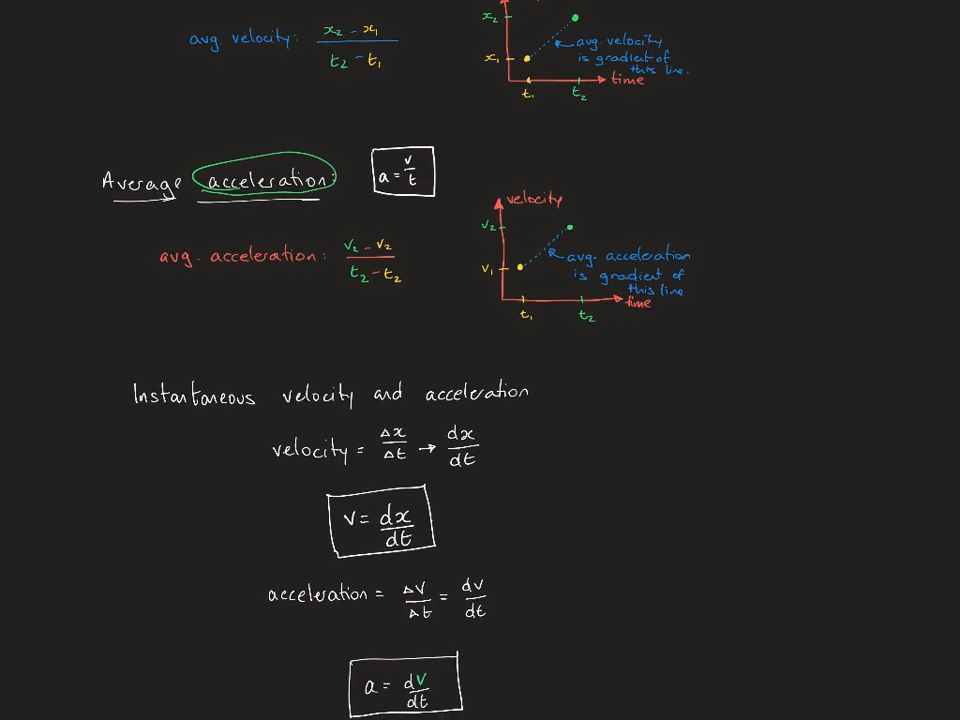 avg. velocity: x₂ - x₁ / t₂ - t₁
x₂
x₁
avg. velocity
is gradient of
this line.
time
t₁ t₂
Average acceleration: a = v/t
velocity
avg. acceleration: v₂ - v₂ / t₂ - t₂
v₂
v₁
avg. acceleration
is gradient of
this line
time
t₁ t₂
Instantaneous velocity and acceleration
velocity = Δx/Δt → dx/dt
v = dx/dt
acceleration = Δv/Δt = dv/dt
a = dv/dt